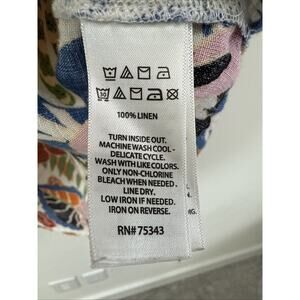 30
100% LINEN
TURN INSIDE OUT.
MACHINE WASH COOL -
DELICATE CYCLE.
WASH WITH LIKE COLORS.
ONLY NON-CHLORINE
BLEACH WHEN NEEDED.
LINE DRY.
LOW IRON IF NEEDED.
IRON ON REVERSE.
RN# 75343